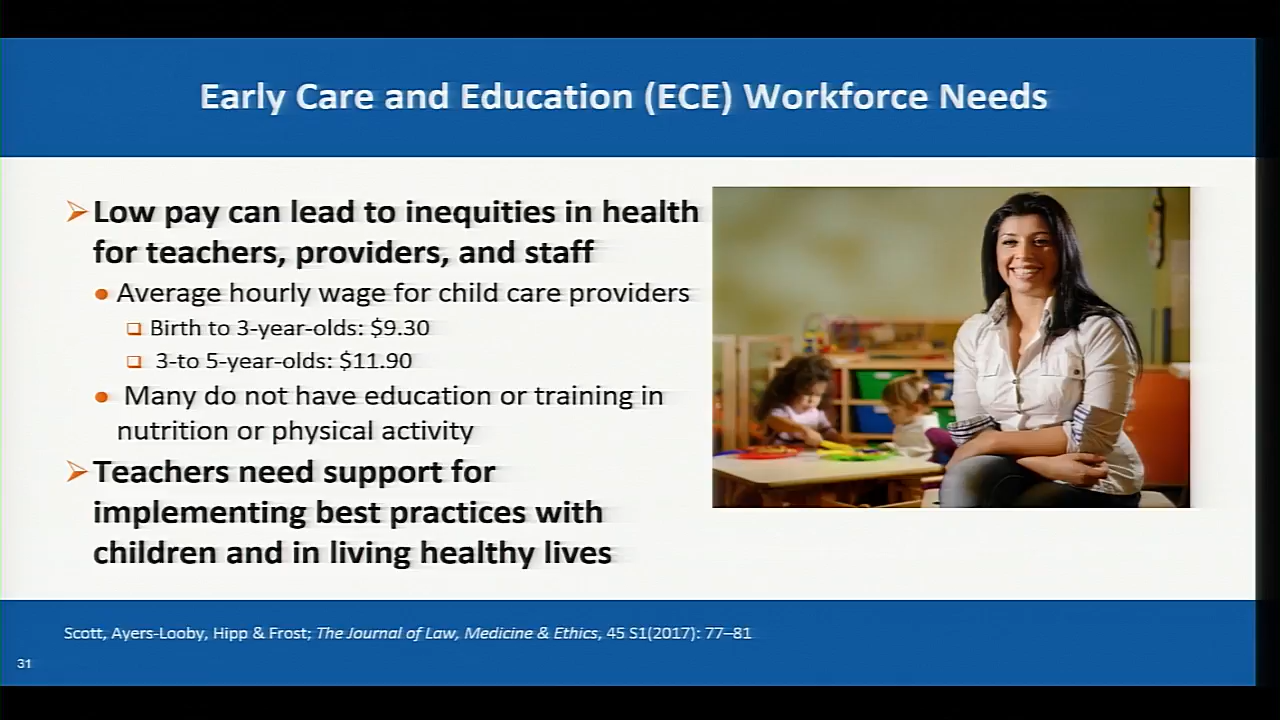 Early Care and Education (ECE) Workforce Needs
Low pay can lead to inequities in health
for teachers, providers, and staff
Average hourly wage for child care providers
Birth to 3-year-olds: $9.30
3-to 5-year-olds: $11.90
Many do not have education or training in
nutrition or physical activity
Teachers need support for
implementing best practices with
children and in living healthy lives
Scott, Ayers-Looby, Hipp & Frost; The Journal of Law, Medicine & Ethics, 45 S1(2017): 77–81
31